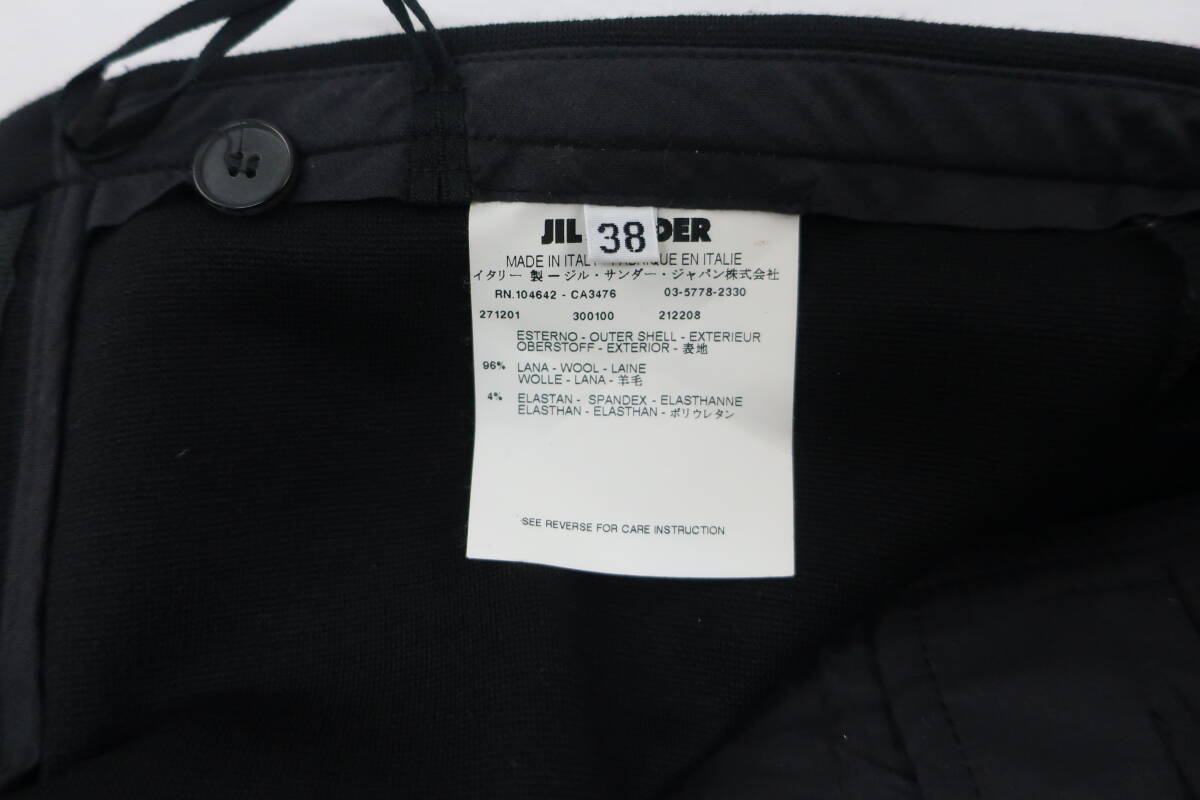 JIL DER
38
MADE IN ITALY FABRIQUE EN ITALIE
イタリー 製 ー ジル・サンダー・ジャパン株式会社
RN.104642 - CA3476 03-5778-2330
271201 300100 212208
ESTERNO - OUTER SHELL - EXTERIEUR
OBERSTOFF - EXTERIOR - 表地
96% LANA - WOOL - LAINE
WOLLE - LANA - 羊毛
4% ELASTAN - SPANDEX - ELASTHANNE
ELASTHAN - ELASTHAN - ポリウレタン
SEE REVERSE FOR CARE INSTRUCTION